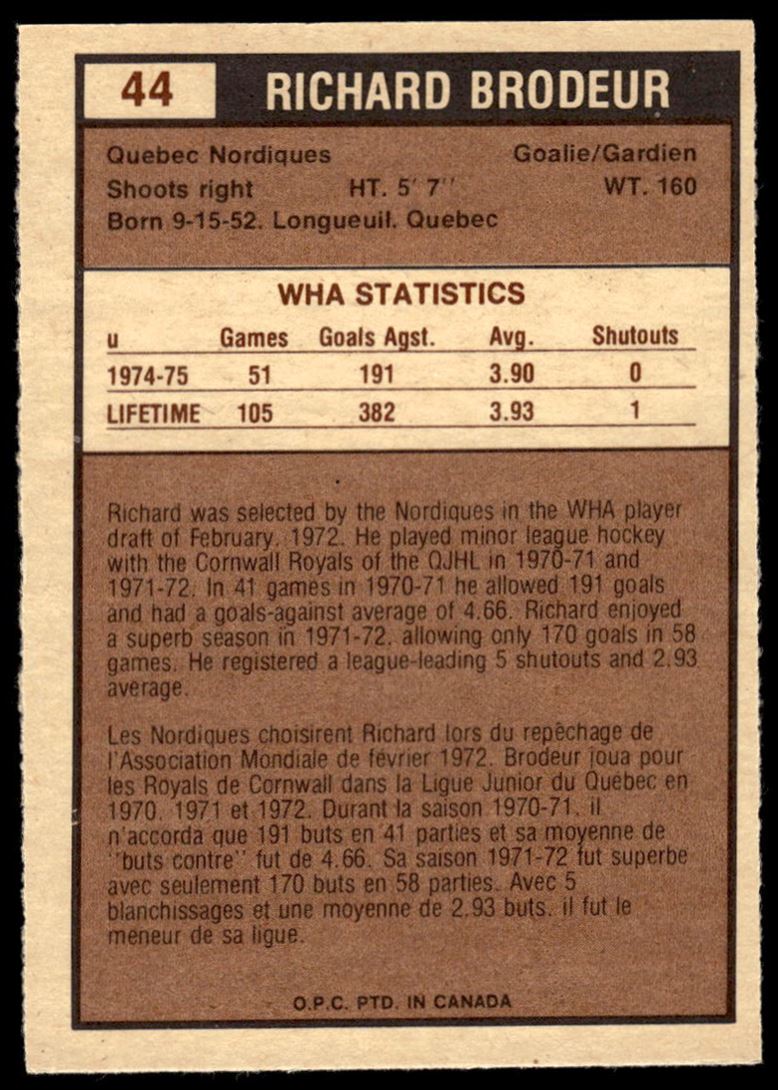 44 RICHARD BRODEUR
Quebec Nordiques Goalie/Gardien
Shoots right HT. 5' 7'' WT. 160
Born 9-15-52. Longueuil. Quebec
WHA STATISTICS
u Games Goals Agst. Avg. Shutouts
1974-75 51 191 3.90 0
LIFETIME 105 382 3.93 1
Richard was selected by the Nordiques in the WHA player
draft of February, 1972. He played minor league hockey
with the Cornwall Royals of the QJHL in 1970-71 and
1971-72. In 41 games in 1970-71 he allowed 191 goals
and had a goals-against average of 4.66. Richard enjoyed
a superb season in 1971-72. allowing only 170 goals in 58
games. He registered a league-leading 5 shutouts and 2.93
average.
Les Nordiques choisirent Richard lors du repêchage de
l'Association Mondiale de février 1972. Brodeur joua pour
les Royals de Cornwall dans la Ligue Junior du Québec en
1970. 1971 et 1972. Durant la saison 1970-71. il
n'accorda que 191 buts en 41 parties et sa moyenne de
''buts contre'' fut de 4.66. Sa saison 1971-72 fut superbe
avec seulement 170 buts en 58 parties. Avec 5
blanchissages et une moyenne de 2.93 buts. il fut le
meneur de sa ligue.
O.P.C. PTD. IN CANADA